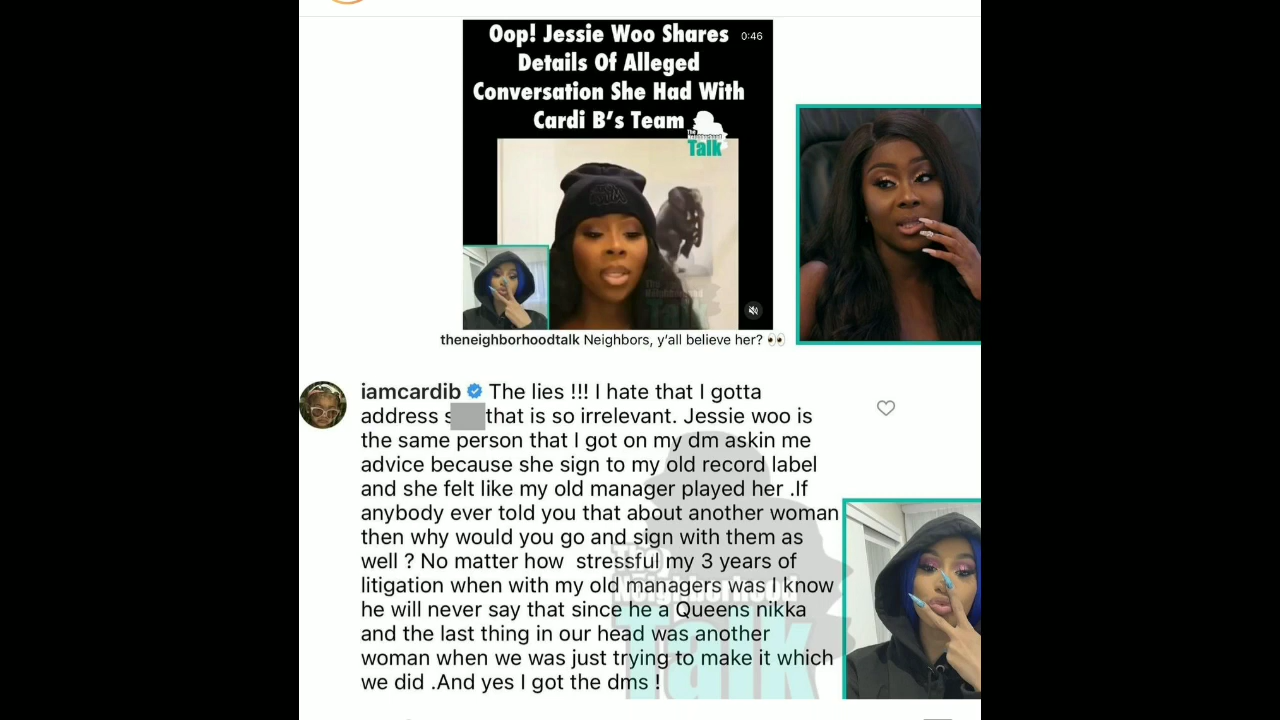 Oop! Jessie Woo Shares
0:46
Details Of Alleged
Conversation She Had With
Cardi B's Team
The
Neighborhood
Talk
theneighborhoodtalk Neighbors, y'all believe her? 👀
iamcardib The lies !!! I hate that I gotta
address s that is so irrelevant. Jessie woo is
the same person that I got on my dm askin me
advice because she sign to my old record label
and she felt like my old manager played her .If
anybody ever told you that about another woman
then why would you go and sign with them as
well ? No matter how stressful my 3 years of
litigation when with my old managers was I know
he will never say that since he a Queens nikka
and the last thing in our head was another
woman when we was just trying to make it which
we did .And yes I got the dms !
The
Neighborhood
Talk